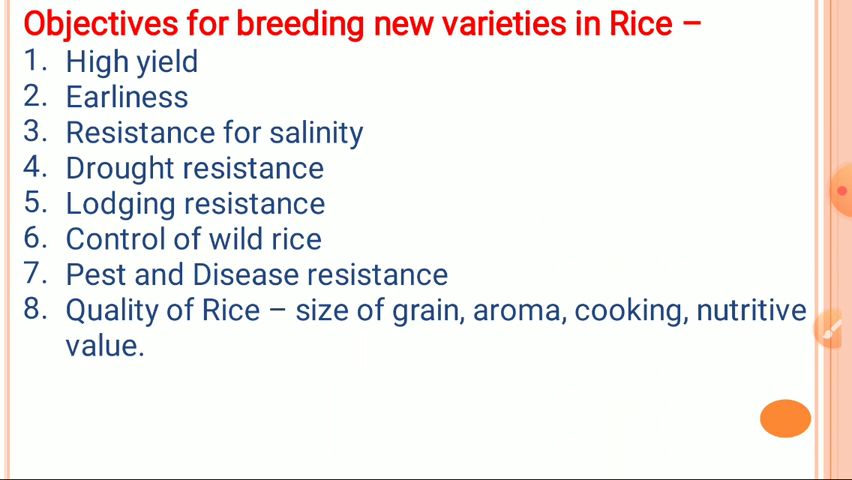 Objectives for breeding new varieties in Rice –
1. High yield
2. Earliness
3. Resistance for salinity
4. Drought resistance
5. Lodging resistance
6. Control of wild rice
7. Pest and Disease resistance
8. Quality of Rice – size of grain, aroma, cooking, nutritive
value.